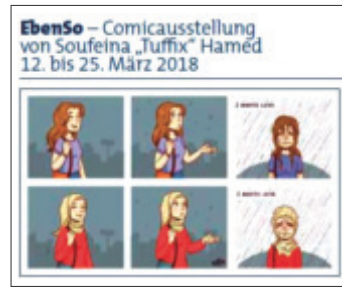 EbenSo – Comicausstellung
von Soufeina „Tuffix“ Hamed
12. bis 25. März 2018